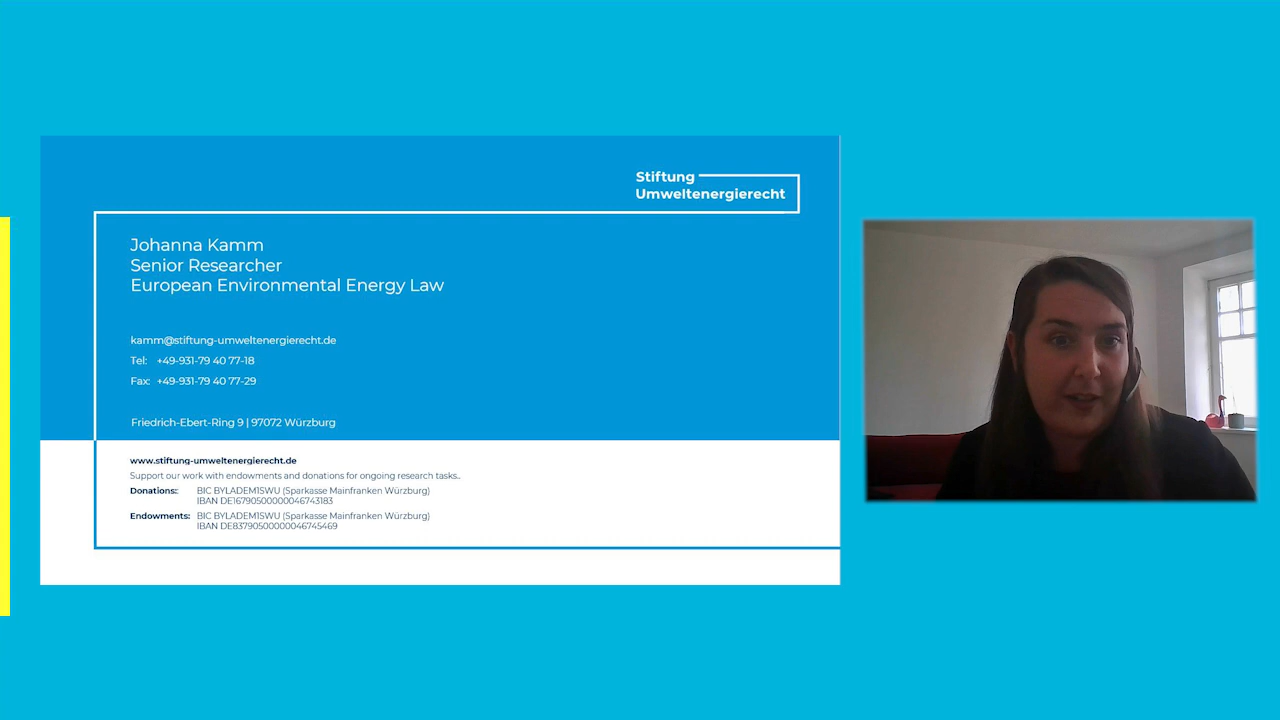 Stiftung
Umweltenergierecht
Johanna Kamm
Senior Researcher
European Environmental Energy Law
kamm@stiftung-umweltenergierecht.de
Tel: +49-931-79 40 77-18
Fax: +49-931-79 40 77-29
Friedrich-Ebert-Ring 9 | 97072 Würzburg
www.stiftung-umweltenergierecht.de
Support our work with endowments and donations for ongoing research tasks..
Donations: BIC BYLADEM1SWU (Sparkasse Mainfranken Würzburg)
IBAN DE16790500000046743183
Endowments: BIC BYLADEM1SWU (Sparkasse Mainfranken Würzburg)
IBAN DE83790500000046745469